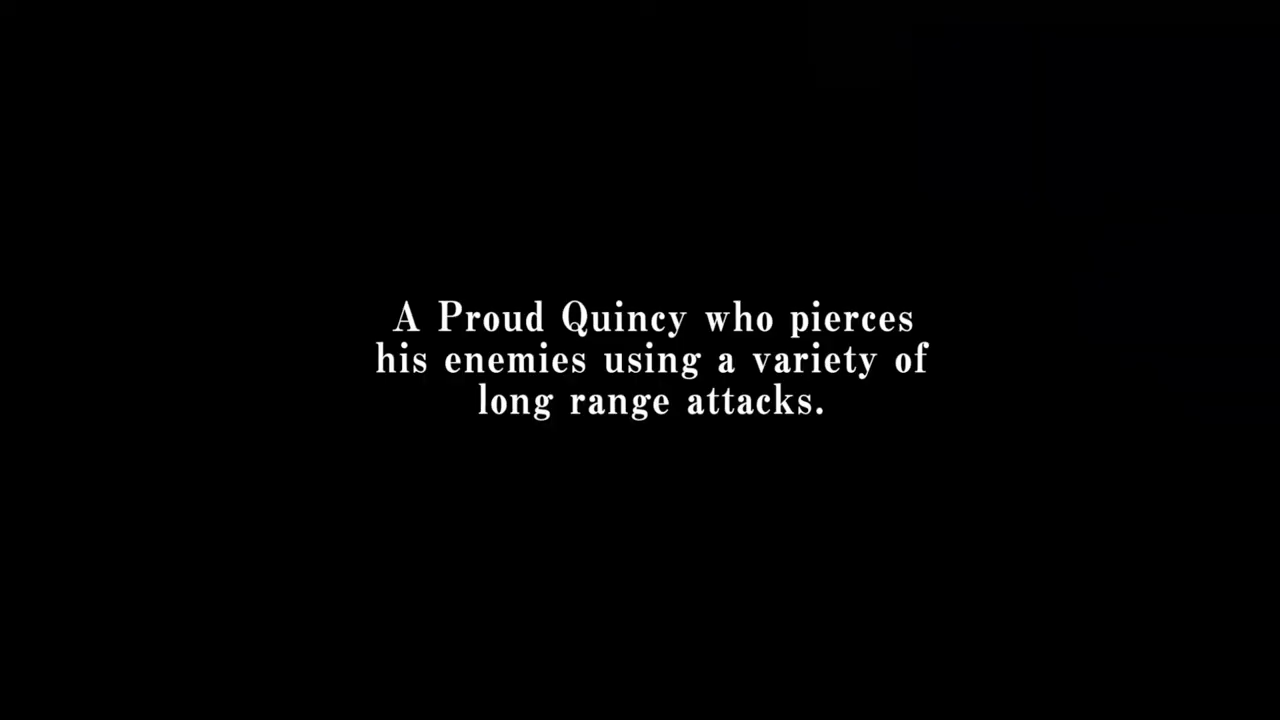 A Proud Quincy who pierces
his enemies using a variety of
long range attacks.